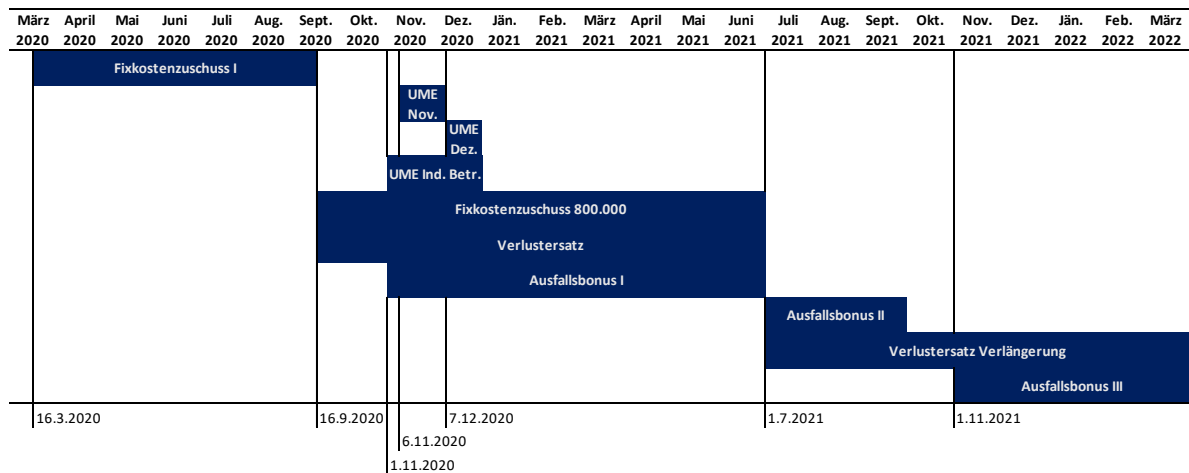 März April Mai Juni Juli Aug. Sept. Okt. Nov. Dez. Jän. Feb. März April Mai Juni Juli Aug. Sept. Okt. Nov. Dez. Jän. Feb. März
2020 2020 2020 2020 2020 2020 2020 2020 2020 2020 2021 2021 2021 2021 2021 2021 2021 2021 2021 2021 2021 2021 2022 2022 2022
Fixkostenzuschuss I
UME
Nov.
UME
Dez.
UME Ind. Betr.
Fixkostenzuschuss 800.000
Verlustersatz
Ausfallsbonus I
Ausfallsbonus II
Verlustersatz Verlängerung
Ausfallsbonus III
16.3.2020 16.9.2020 7.12.2020 1.7.2021 1.11.2021
6.11.2020
1.11.2020